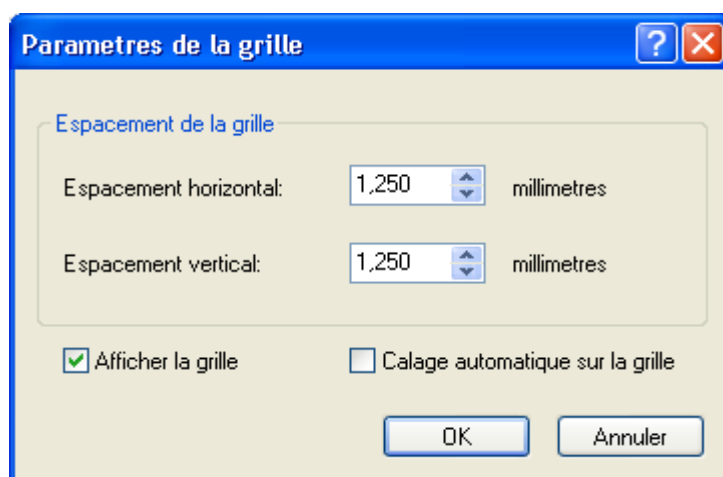 Parametres de la grille
Espacement de la grille
Espacement horizontal: 1,250 millimetres
Espacement vertical: 1,250 millimetres
Afficher la grille Calage automatique sur la grille
OK Annuler